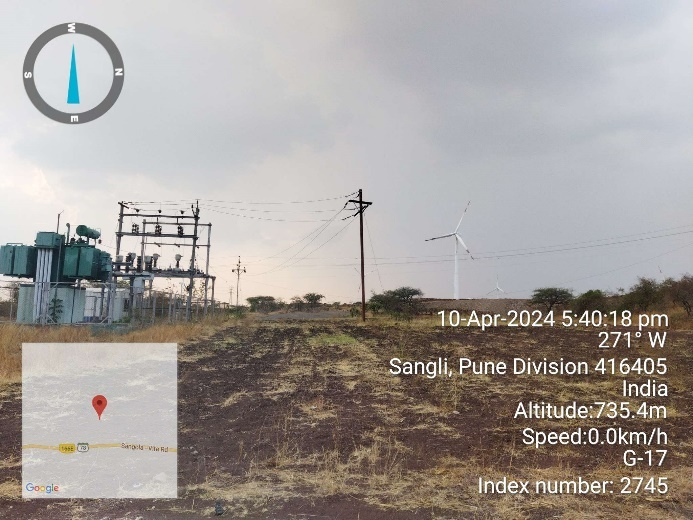 W
S
N
E
10-Apr-2024 5:40:18 pm
271° W
Sangli, Pune Division 416405
India
Altitude:735.4m
Speed:0.0km/h
G-17
Index number: 2745
Sangola - Vita Rd
Google